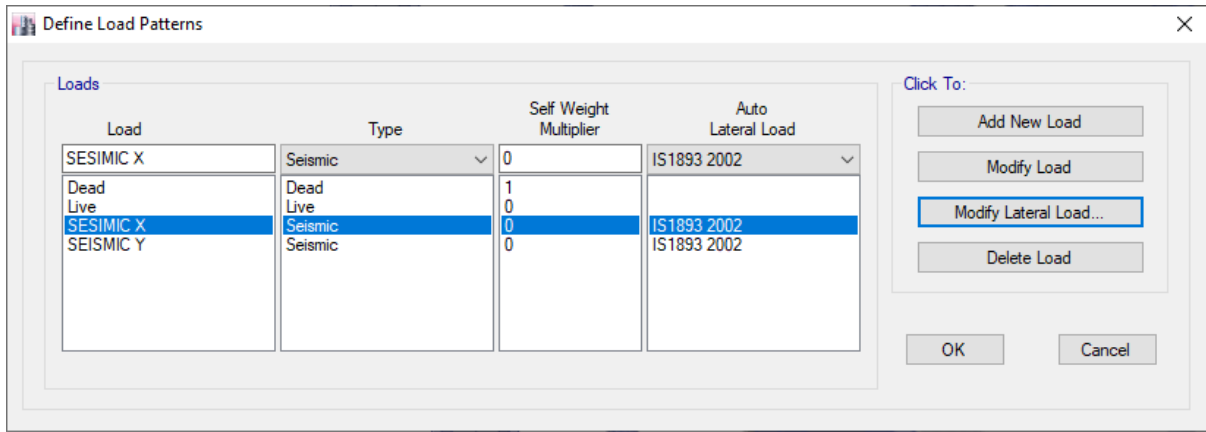 Define Load Patterns
Loads
Click To:
Load Type Self Weight Multiplier Auto Lateral Load
SESIMIC X Seismic 0 IS1893 2002
Dead Dead 1
Live Live 0
SESIMIC X Seismic 0 IS1893 2002
SEISMIC Y Seismic 0 IS1893 2002
Add New Load
Modify Load
Modify Lateral Load...
Delete Load
OK Cancel